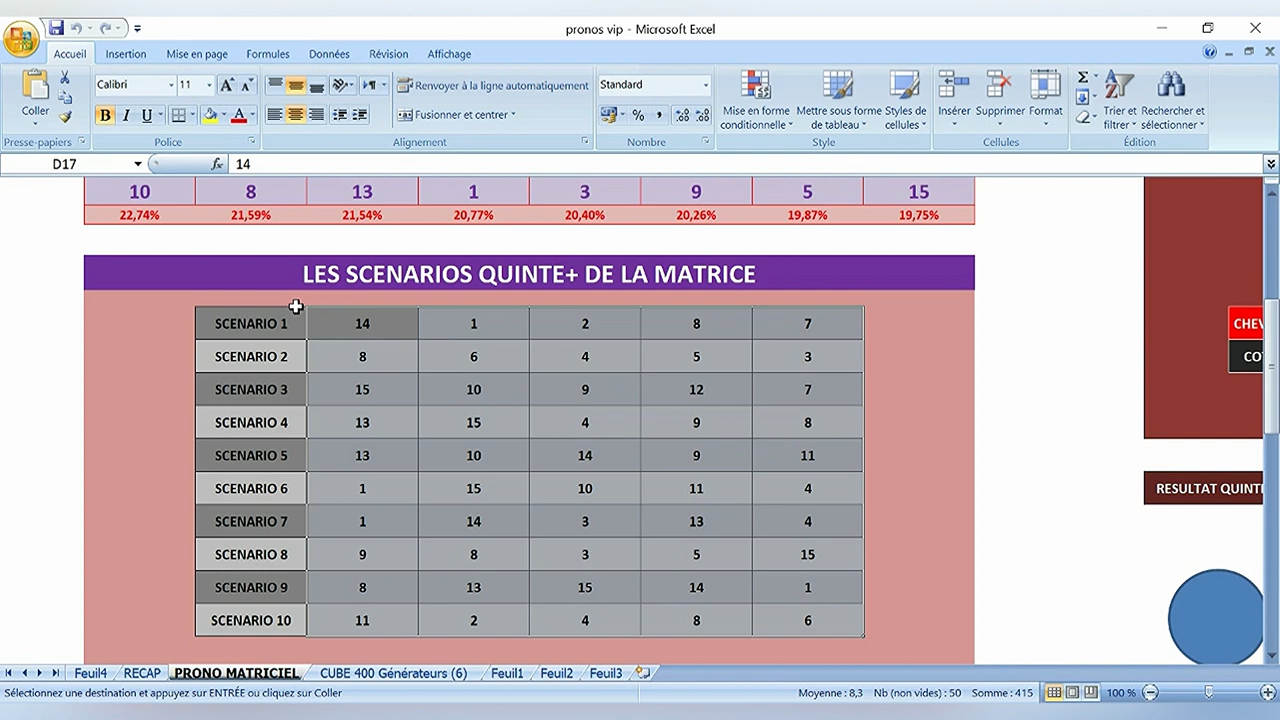 pronos vip - Microsoft Excel
Accueil Insertion Mise en page Formules Données Révision Affichage
Coller
Presse-papiers
Calibri 11
Police
Renvoyer à la ligne automatiquement
Fusionner et centrer
Alignement
Standard
Nombre
Mise en forme conditionnelle
Mettre sous forme de tableau
Styles de cellules
Style
Insérer Supprimer Format
Cellules
Trier et filtrer
Rechercher et sélectionner
Édition
D17 fx 14
10 8 13 1 3 9 5 15
22,74% 21,59% 21,54% 20,77% 20,40% 20,26% 19,87% 19,75%
LES SCENARIOS QUINTE+ DE LA MATRICE
SCENARIO 1 14 1 2 8 7
SCENARIO 2 8 6 4 5 3
SCENARIO 3 15 10 9 12 7
SCENARIO 4 13 15 4 9 8
SCENARIO 5 13 10 14 9 11
SCENARIO 6 1 15 10 11 4
SCENARIO 7 1 14 3 13 4
SCENARIO 8 9 8 3 5 15
SCENARIO 9 8 13 15 14 1
SCENARIO 10 11 2 4 8 6
CHEV
CO
RESULTAT QUINT
Feuil4 RECAP PRONO MATRICIEL CUBE 400 Générateurs (6) Feuil1 Feuil2 Feuil3
Sélectionnez une destination et appuyez sur ENTRÉE ou cliquez sur Coller Moyenne : 8,3 Nb (non vides) : 50 Somme : 415 100 %